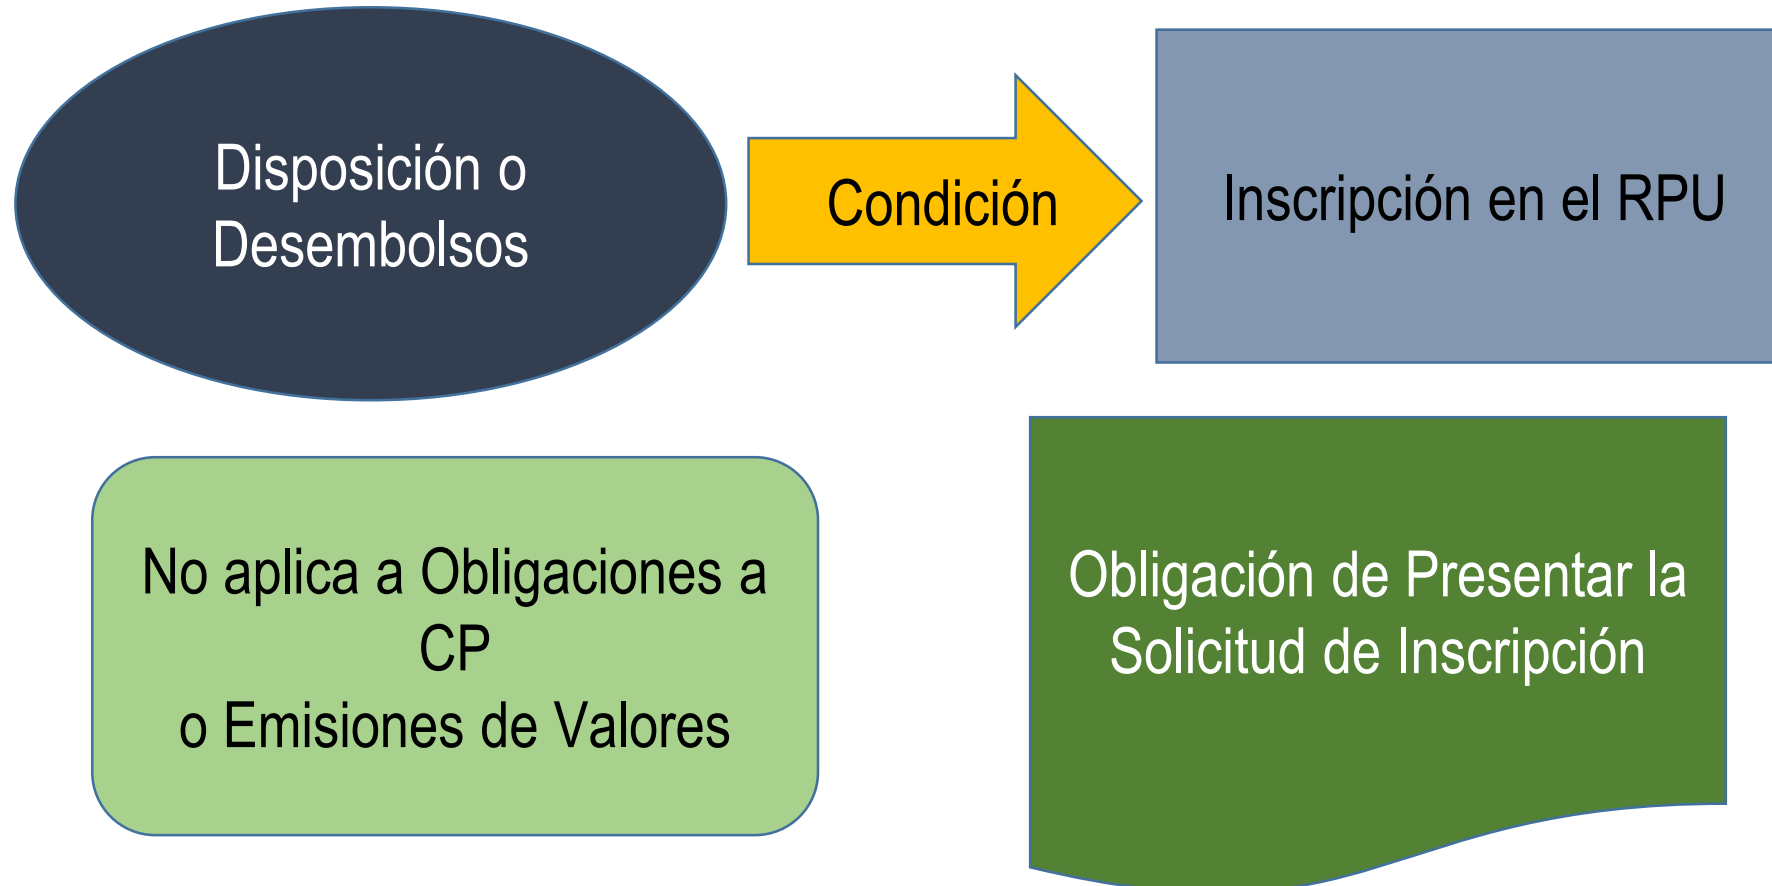 Disposición o
Desembolsos
Condición
Inscripción en el RPU
No aplica a Obligaciones a
CP
o Emisiones de Valores
Obligación de Presentar la
Solicitud de Inscripción